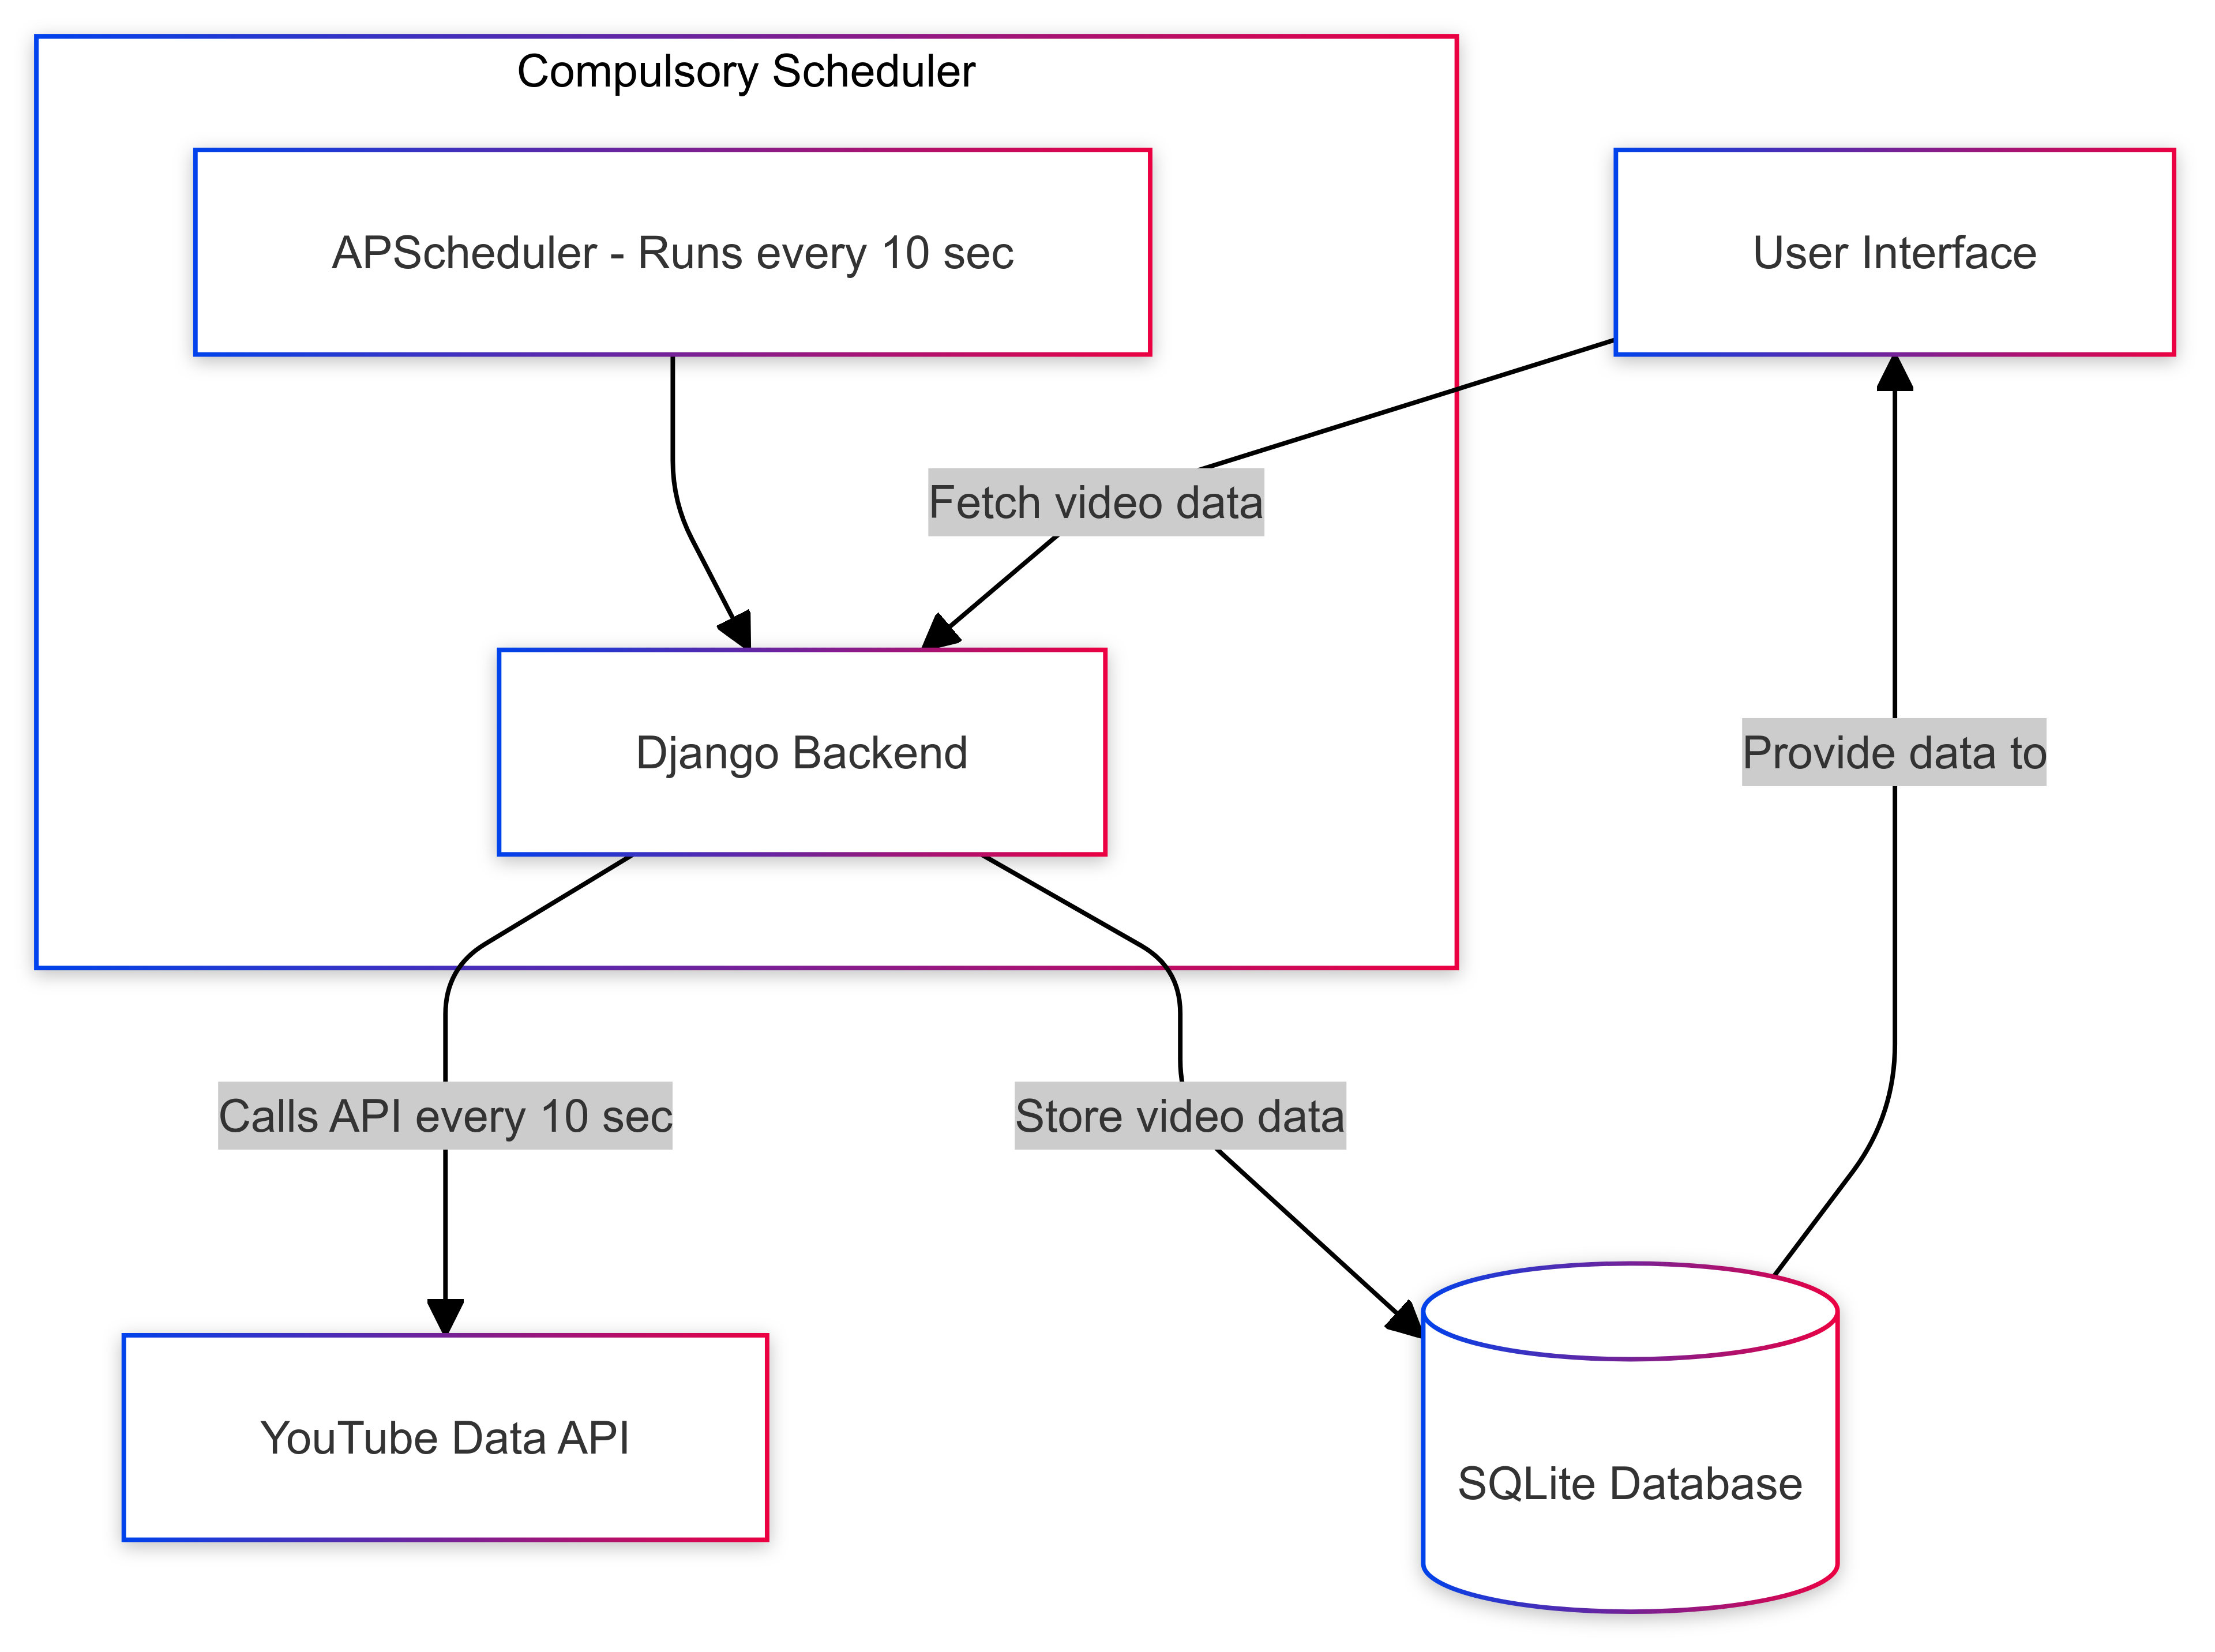 Compulsory Scheduler
APScheduler - Runs every 10 sec
User Interface
Fetch video data
Django Backend
Provide data to
Calls API every 10 sec
Store video data
YouTube Data API
SQLite Database